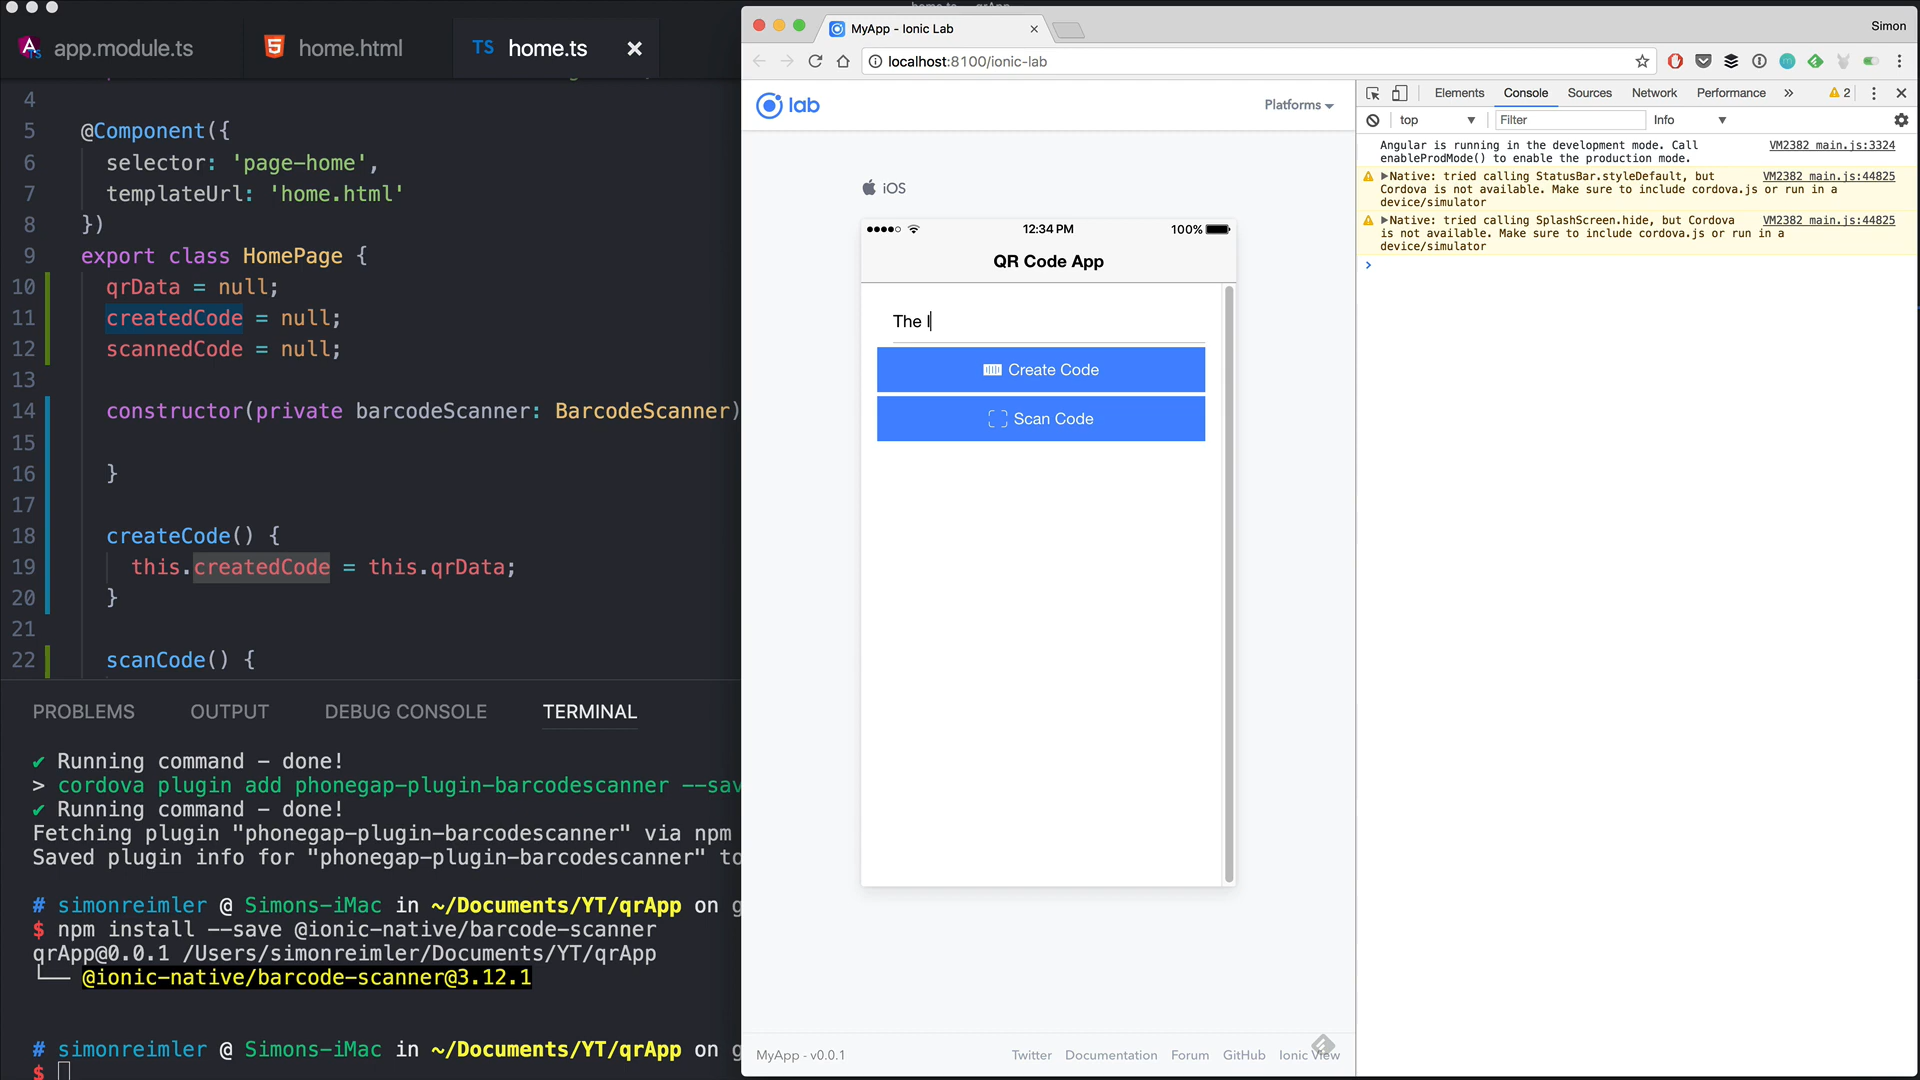 app.module.ts
home.html
TS home.ts
4
5 @Component({
6 selector: 'page-home',
7 templateUrl: 'home.html'
8 })
9 export class HomePage {
10 qrData = null;
11 createdCode = null;
12 scannedCode = null;
13
14 constructor(private barcodeScanner: BarcodeScanner)
15
16 }
17
18 createCode() {
19 this.createdCode = this.qrData;
20 }
21
22 scanCode() {
PROBLEMS OUTPUT DEBUG CONSOLE TERMINAL
✔ Running command - done!
> cordova plugin add phonegap-plugin-barcodescanner --sav
✔ Running command - done!
Fetching plugin "phonegap-plugin-barcodescanner" via npm
Saved plugin info for "phonegap-plugin-barcodescanner" to
# simonreimler @ Simons-iMac in ~/Documents/YT/qrApp on g
$ npm install --save @ionic-native/barcode-scanner
qrApp@0.0.1 /Users/simonreimler/Documents/YT/qrApp
└── @ionic-native/barcode-scanner@3.12.1
# simonreimler @ Simons-iMac in ~/Documents/YT/qrApp on g
$
MyApp - Ionic Lab
Simon
localhost:8100/ionic-lab
lab
Platforms
iOS
12:34 PM
100%
QR Code App
The l
Create Code
Scan Code
MyApp - v0.0.1
Twitter Documentation Forum GitHub Ionic View
Elements Console Sources Network Performance » 2
top
Filter
Info
Angular is running in the development mode. Call VM2382 main.js:3324
enableProdMode() to enable the production mode.
Native: tried calling StatusBar.styleDefault, but VM2382 main.js:44825
Cordova is not available. Make sure to include cordova.js or run in a
device/simulator
Native: tried calling SplashScreen.hide, but Cordova VM2382 main.js:44825
is not available. Make sure to include cordova.js or run in a
device/simulator